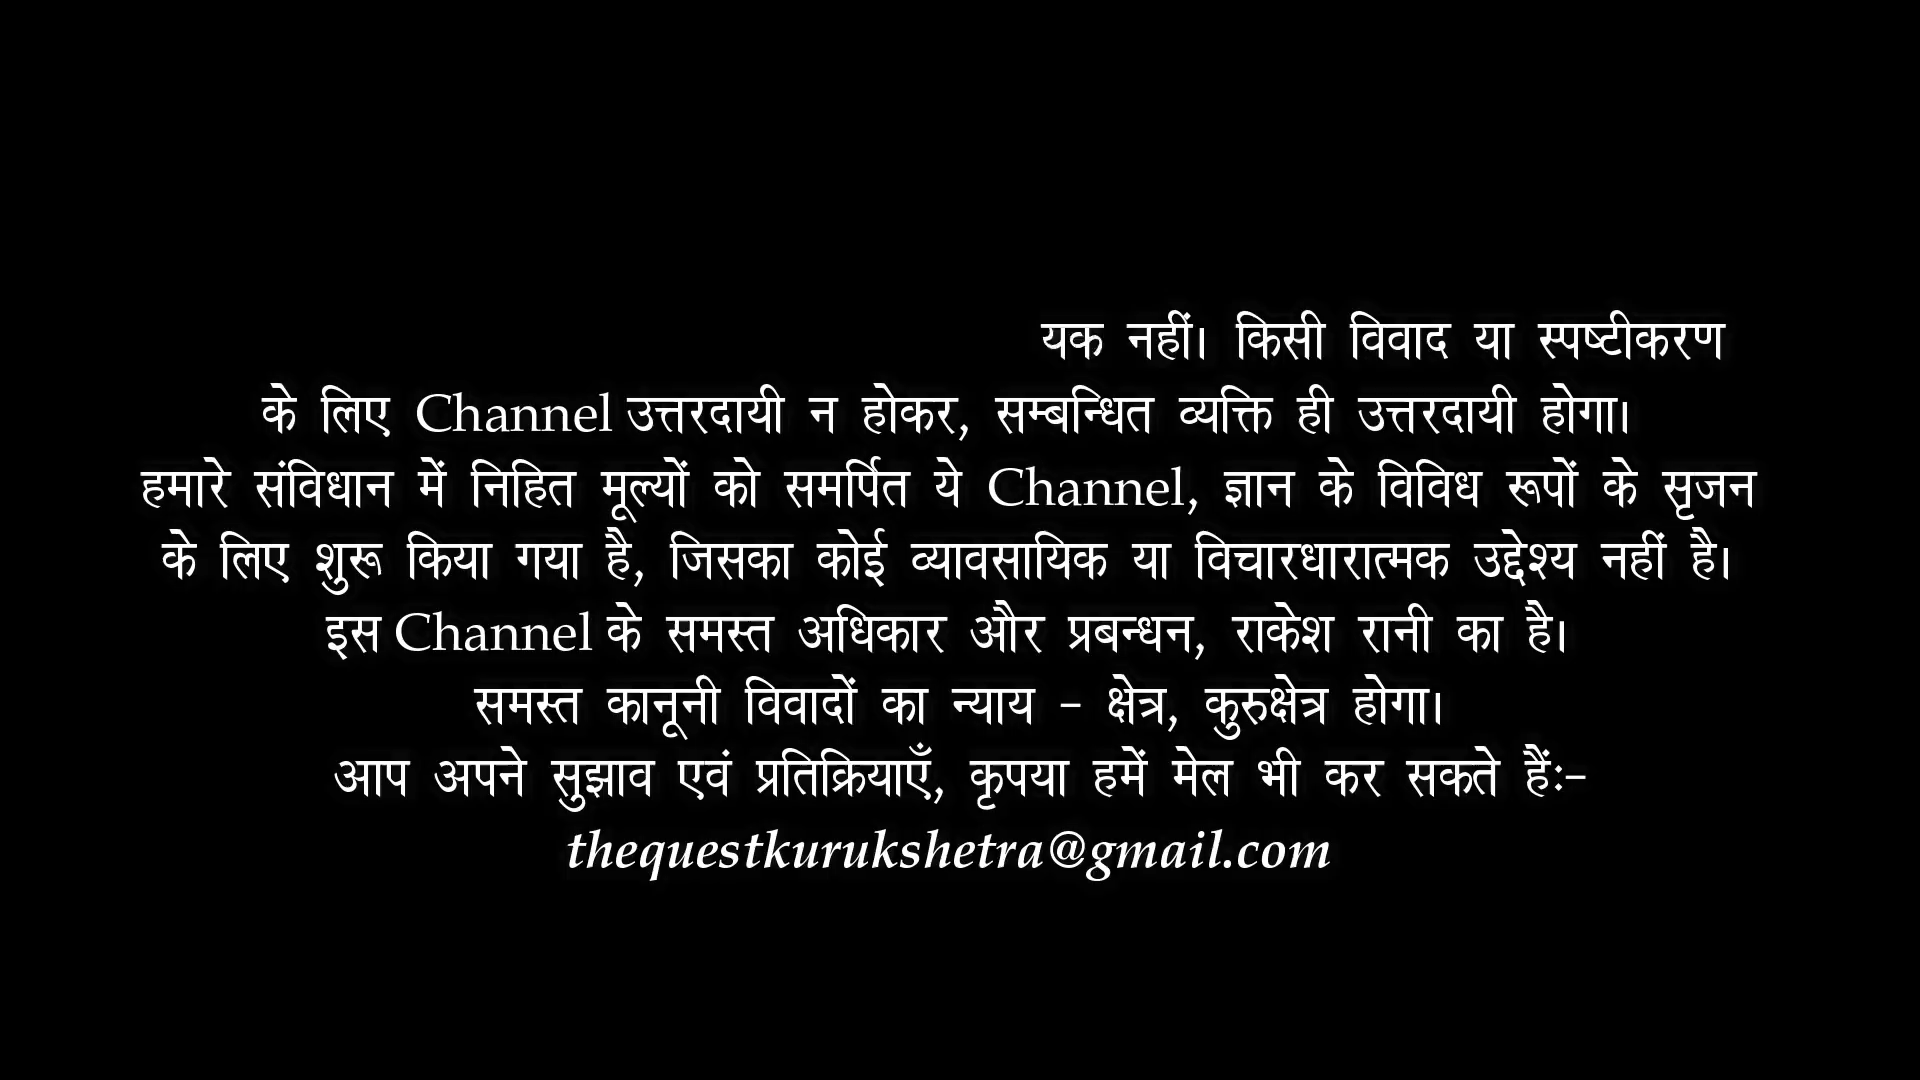 यक नहीं। किसी विवाद या स्पष्टीकरण
के लिए Channel उत्तरदायी न होकर, सम्बन्धित व्यक्ति ही उत्तरदायी होगा।
हमारे संविधान में निहित मूल्यों को समर्पित ये Channel, ज्ञान के विविध रूपों के सृजन
के लिए शुरू किया गया है, जिसका कोई व्यावसायिक या विचारधारात्मक उद्देश्य नहीं है।
इस Channel के समस्त अधिकार और प्रबन्धन, राकेश रानी का है।
समस्त कानूनी विवादों का न्याय - क्षेत्र, कुरुक्षेत्र होगा।
आप अपने सुझाव एवं प्रतिक्रियाएँ, कृपया हमें मेल भी कर सकते हैं:-
thequestkurukshetra@gmail.com